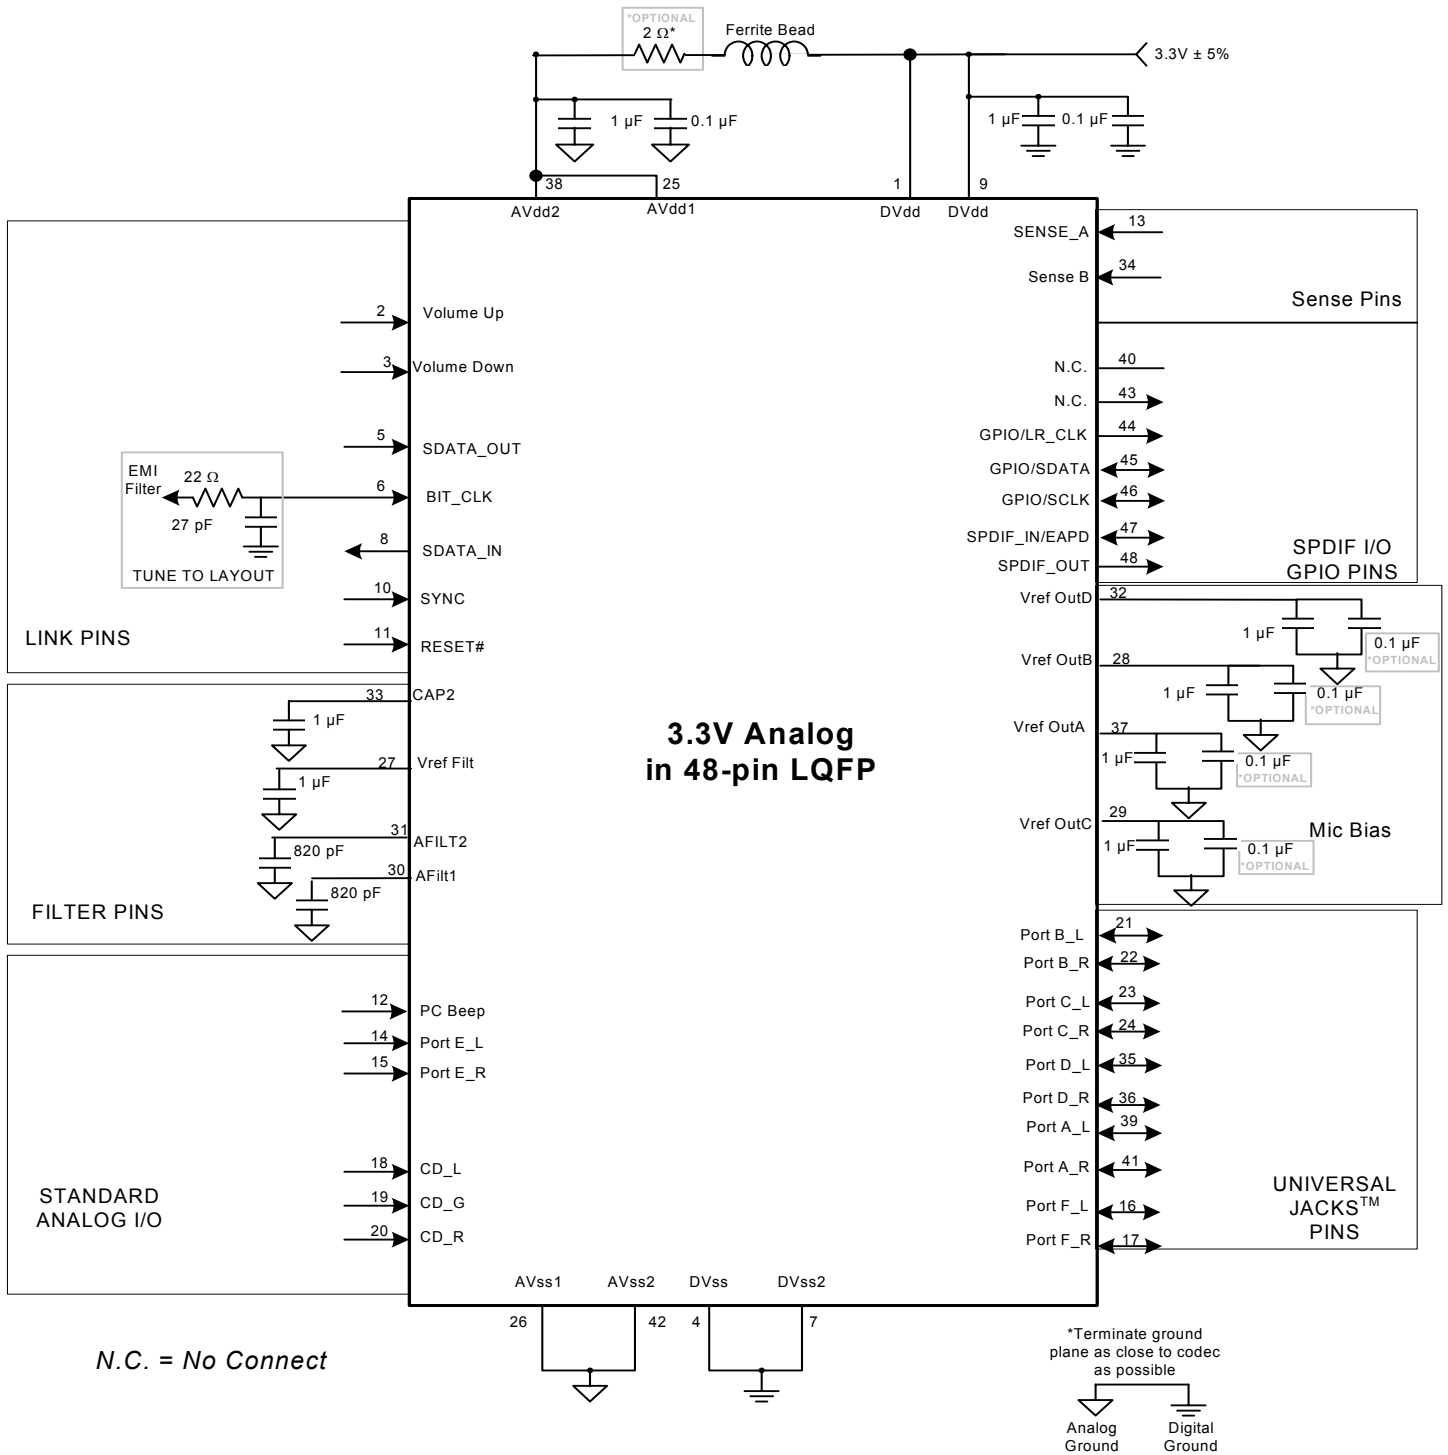 *OPTIONAL
2 Ω*
Ferrite Bead
3.3V ± 5%
1 µF
0.1 µF
1 µF
0.1 µF
38
25
1
9
AVdd2
AVdd1
DVdd
DVdd
2
Volume Up
3
Volume Down
5
SDATA_OUT
EMI
Filter
22 Ω
27 pF
TUNE TO LAYOUT
6
BIT_CLK
8
SDATA_IN
10
SYNC
11
RESET#
LINK PINS
33
CAP2
1 µF
27
Vref Filt
1 µF
31
AFILT2
820 pF
30
AFilt1
820 pF
FILTER PINS
12
PC Beep
14
Port E_L
15
Port E_R
18
CD_L
19
CD_G
20
CD_R
STANDARD
ANALOG I/O
3.3V Analog
in 48-pin LQFP
SENSE_A
13
Sense B
34
Sense Pins
N.C.
40
N.C.
43
GPIO/LR_CLK
44
GPIO/SDATA
45
GPIO/SCLK
46
SPDIF_IN/EAPD
47
SPDIF_OUT
48
SPDIF I/O
GPIO PINS
Vref OutD
32
1 µF
0.1 µF
*OPTIONAL
Vref OutB
28
1 µF
0.1 µF
*OPTIONAL
Vref OutA
37
1 µF
0.1 µF
*OPTIONAL
Vref OutC
29
1 µF
0.1 µF
*OPTIONAL
Mic Bias
Port B_L
21
Port B_R
22
Port C_L
23
Port C_R
24
Port D_L
35
Port D_R
36
Port A_L
39
Port A_R
41
Port F_L
16
Port F_R
17
UNIVERSAL
JACKS™
PINS
AVss1
AVss2
DVss
DVss2
26
42
4
7
N.C. = No Connect
*Terminate ground
plane as close to codec
as possible
Analog
Ground
Digital
Ground